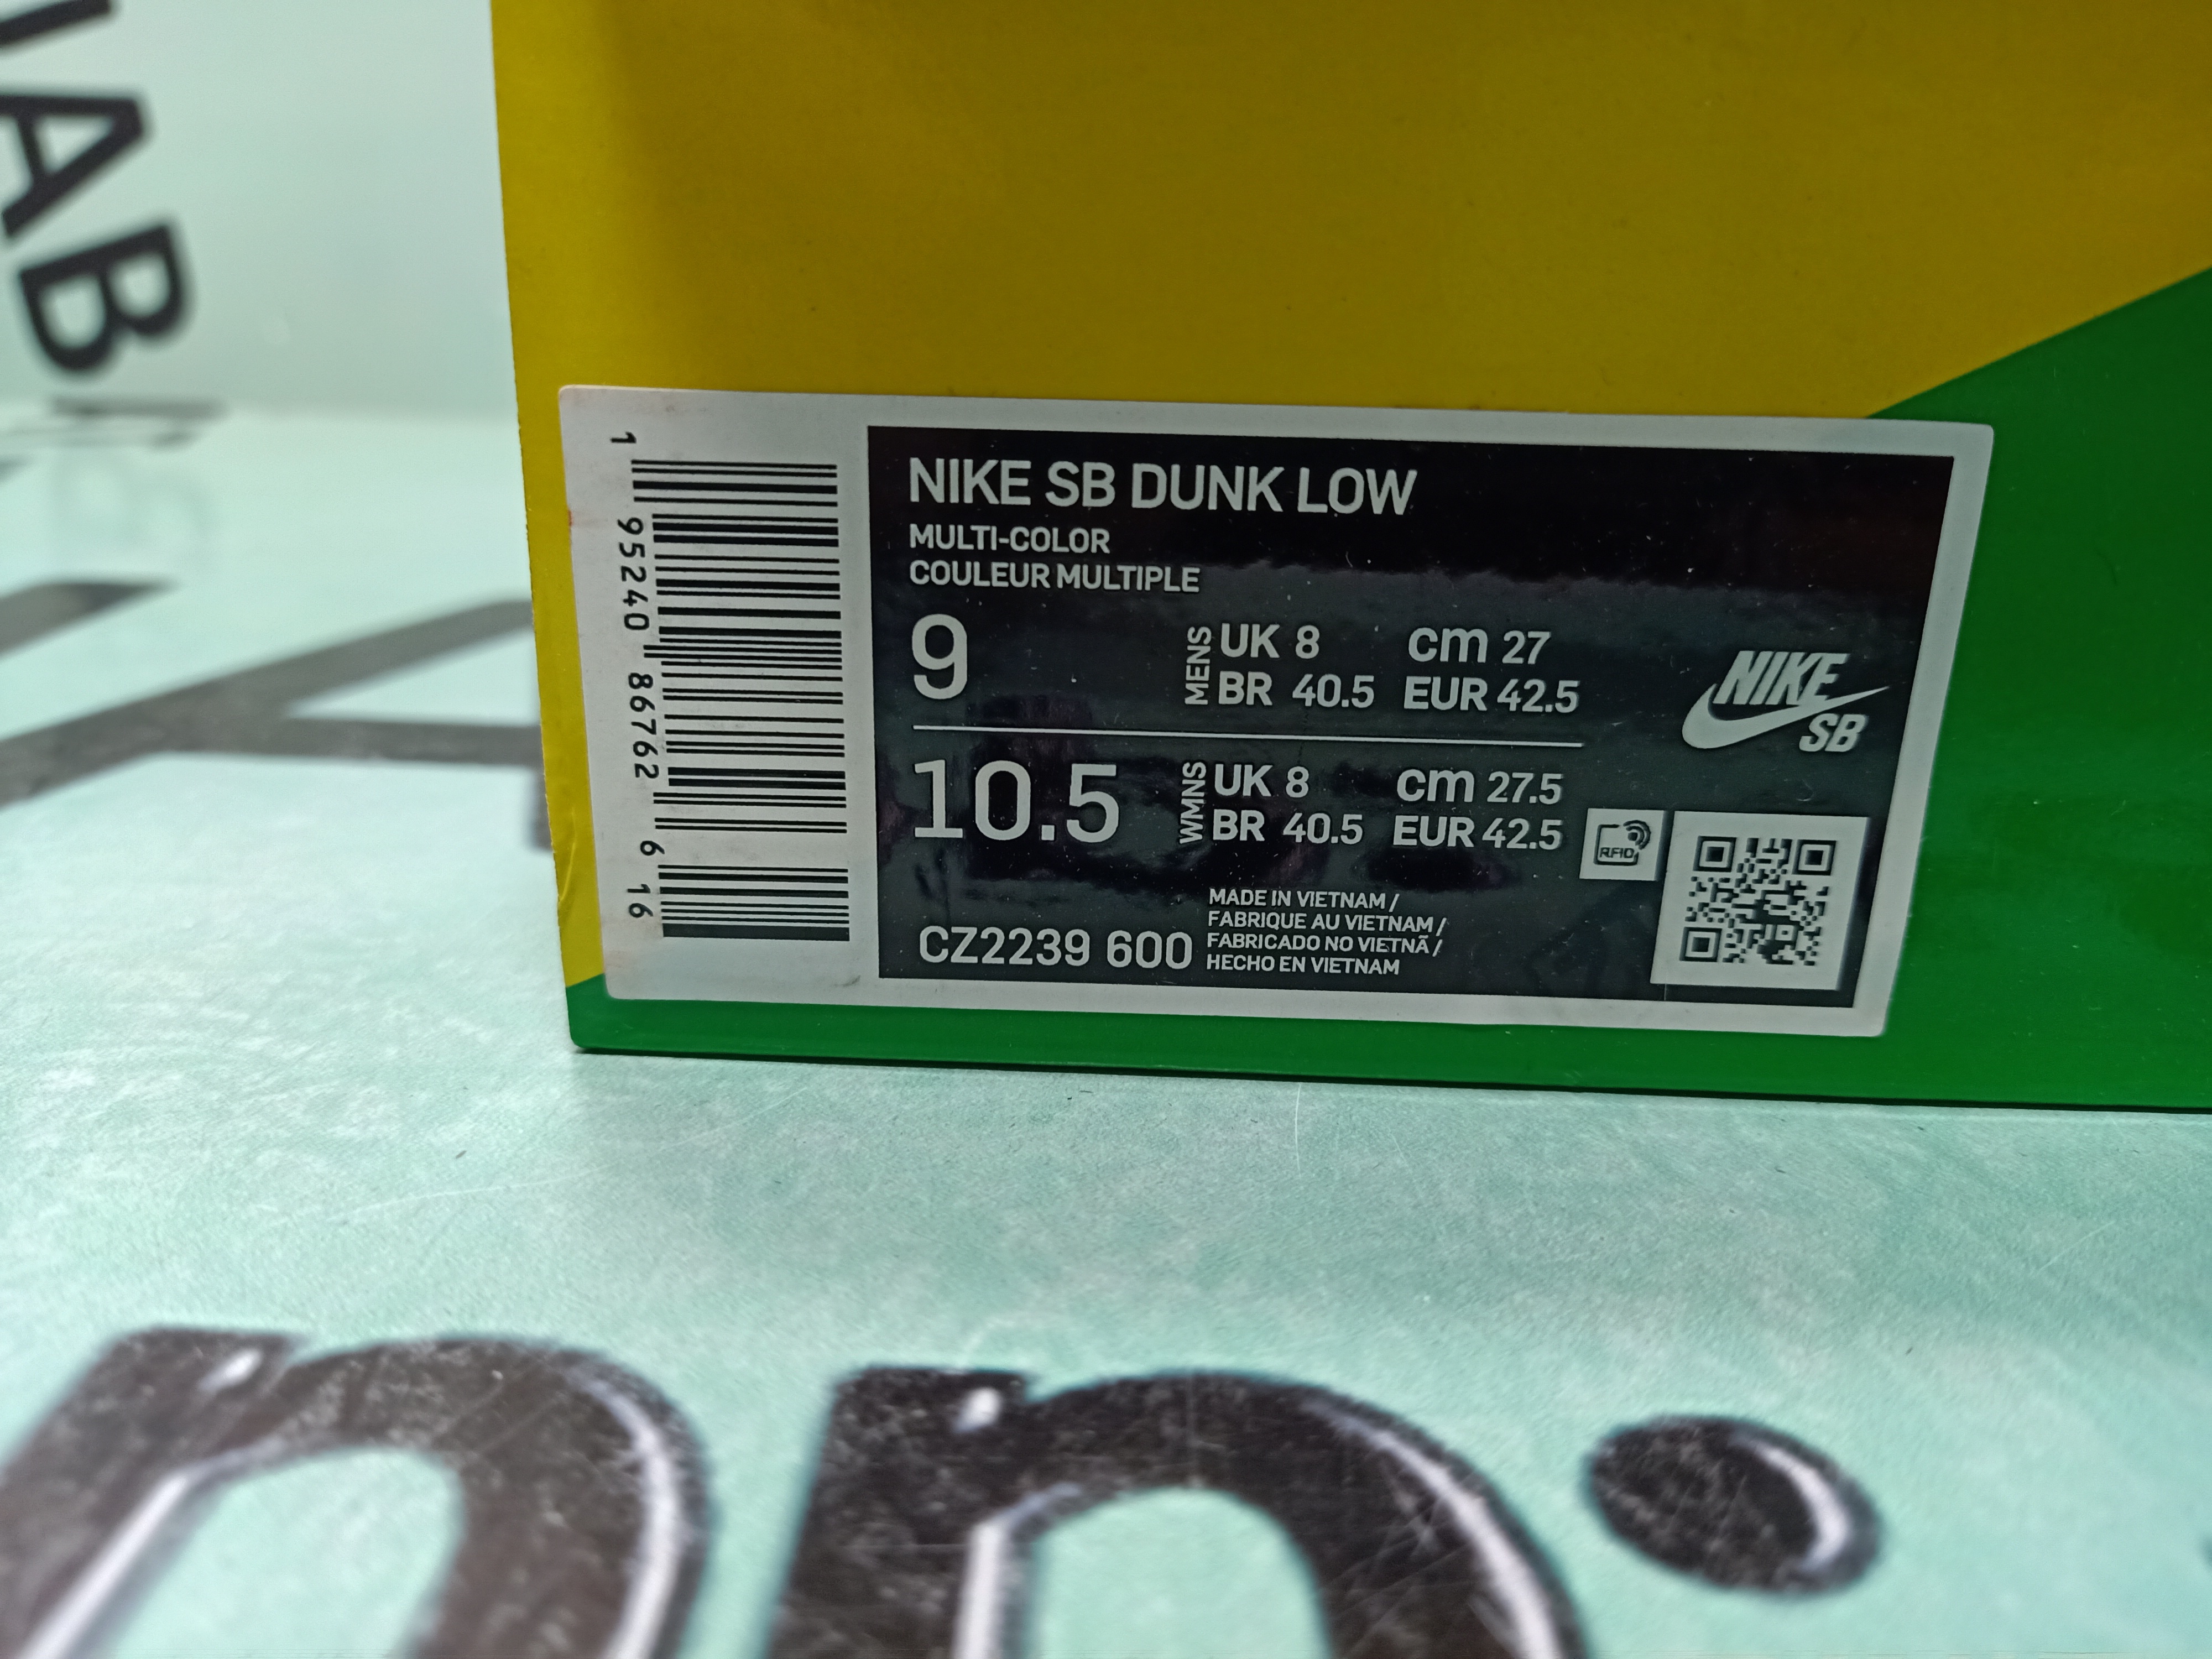 AB
1 95240 86762 6 16
NIKE SB DUNK LOW
MULTI-COLOR
COULEUR MULTIPLE
9
MENS
UK 8 cm 27
BR 40.5 EUR 42.5
NIKE
SB
10.5
WMNS
UK 8 cm 27.5
BR 40.5 EUR 42.5
RFID
CZ2239 600
MADE IN VIETNAM /
FABRIQUE AU VIETNAM /
FABRICADO NO VIETNÃ /
HECHO EN VIETNAM